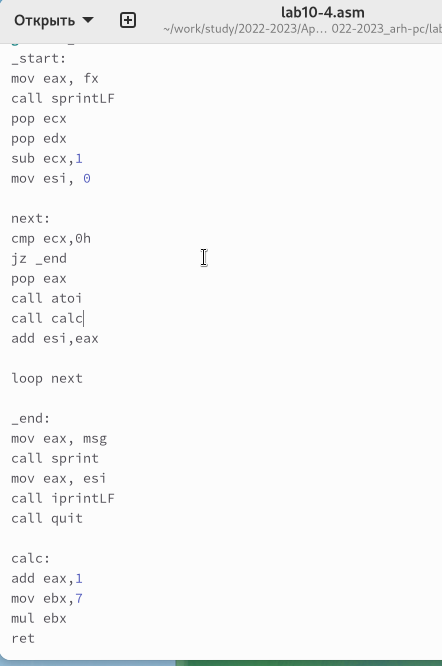 Открыть
lab10-4.asm
~/work/study/2022-2023/Ap... 022-2023_arh-pc/lab
_start:
mov eax, fx
call sprintLF
pop ecx
pop edx
sub ecx,1
mov esi, 0
next:
cmp ecx,0h
jz _end
pop eax
call atoi
call calc
add esi,eax
loop next
_end:
mov eax, msg
call sprint
mov eax, esi
call iprintLF
call quit
calc:
add eax,1
mov ebx,7
mul ebx
ret